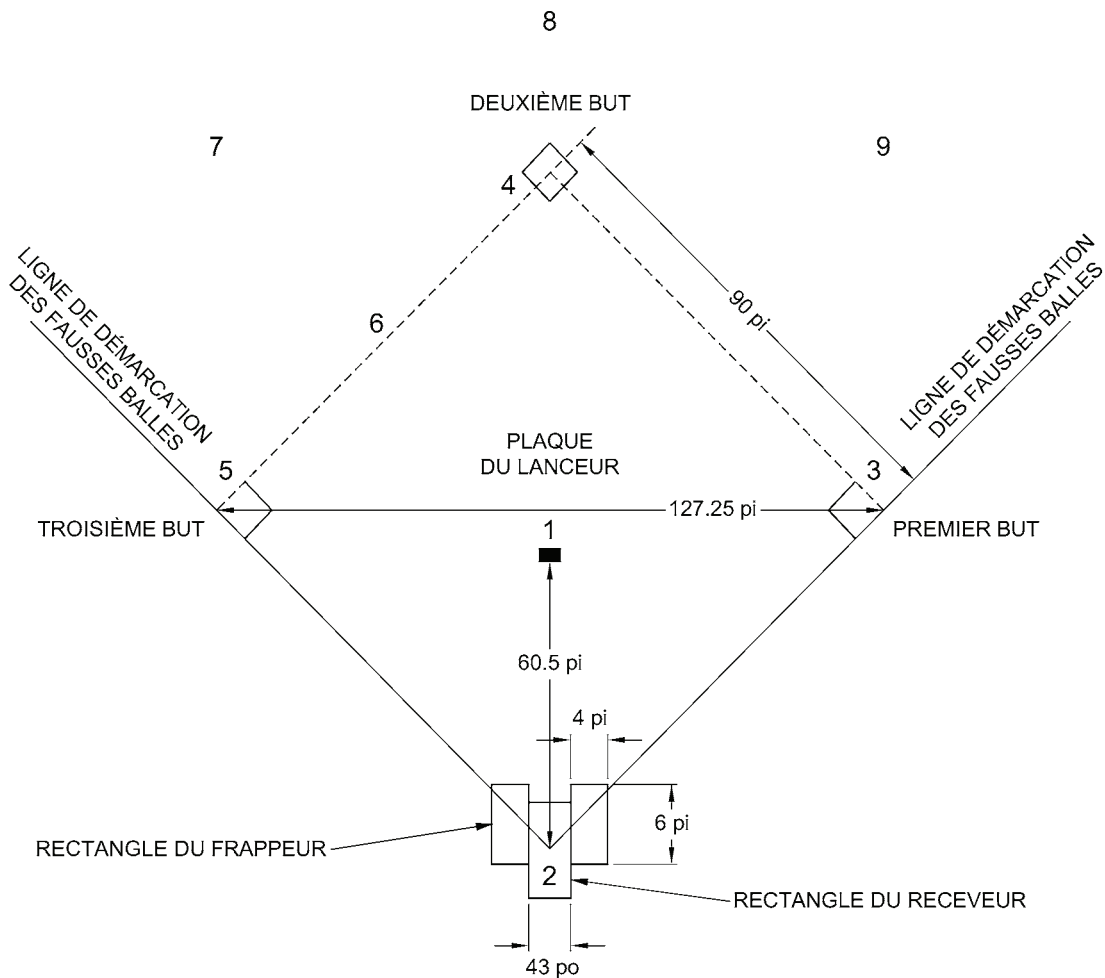 8
DEUXIÈME BUT
7
9
4
LIGNE DE DÉMARCATION
DES FAUSSES BALLES
6
90 pi
LIGNE DE DÉMARCATION
DES FAUSSES BALLES
PLAQUE
DU LANCEUR
5
3
127.25 pi
TROISIÈME BUT
1
PREMIER BUT
60.5 pi
4 pi
6 pi
RECTANGLE DU FRAPPEUR
2
RECTANGLE DU RECEVEUR
43 po